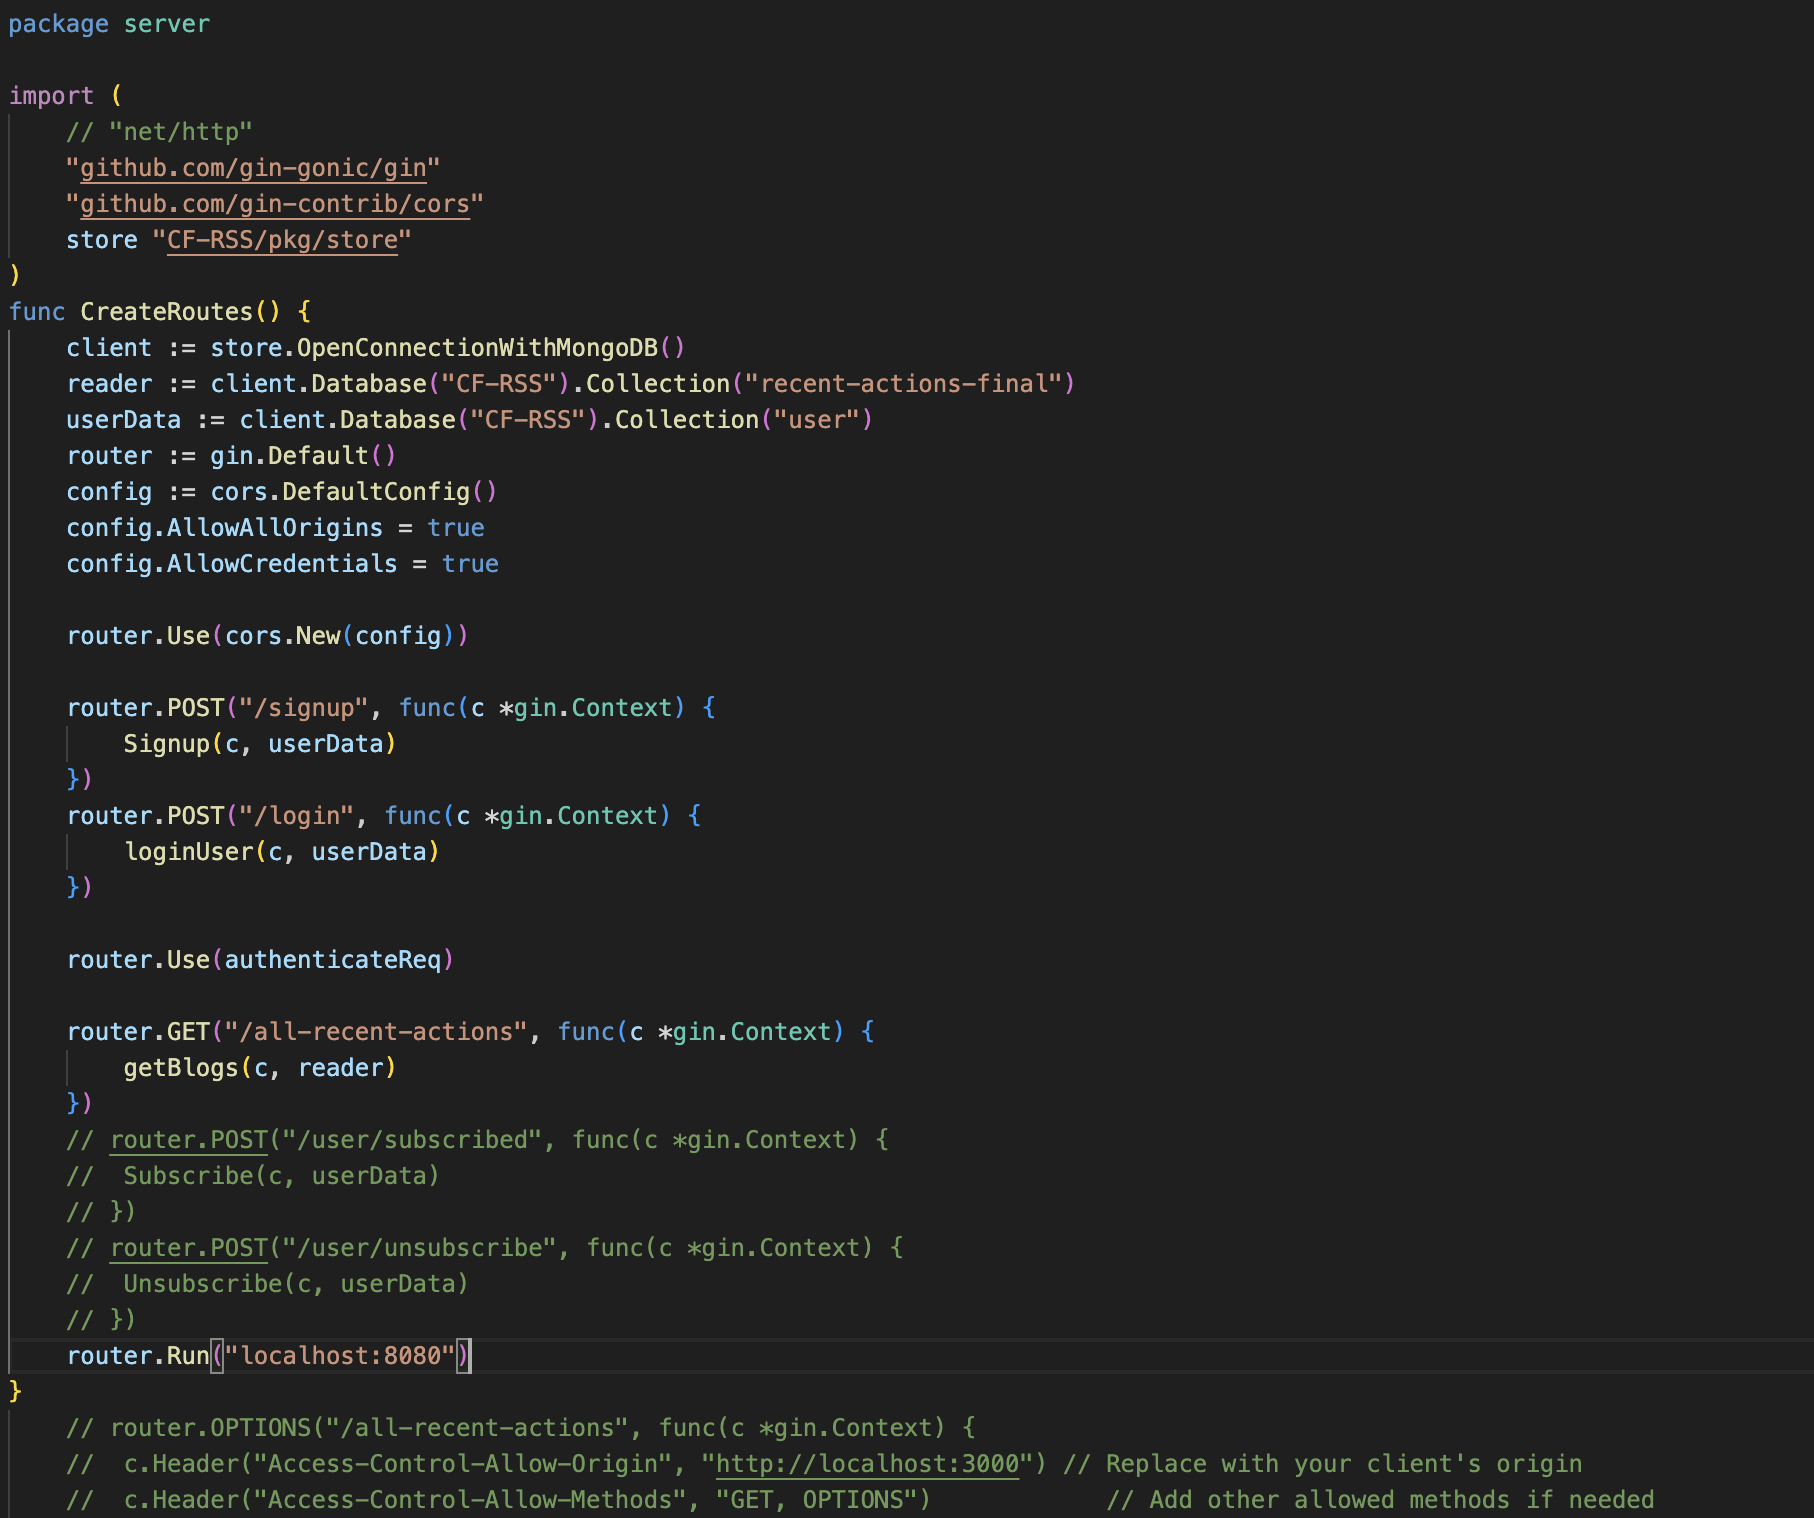 package server
import (
// "net/http"
"github.com/gin-gonic/gin"
"github.com/gin-contrib/cors"
store "CF-RSS/pkg/store"
)
func CreateRoutes() {
client := store.OpenConnectionWithMongoDB()
reader := client.Database("CF-RSS").Collection("recent-actions-final")
userData := client.Database("CF-RSS").Collection("user")
router := gin.Default()
config := cors.DefaultConfig()
config.AllowAllOrigins = true
config.AllowCredentials = true
router.Use(cors.New(config))
router.POST("/signup", func(c *gin.Context) {
Signup(c, userData)
})
router.POST("/login", func(c *gin.Context) {
loginUser(c, userData)
})
router.Use(authenticateReq)
router.GET("/all-recent-actions", func(c *gin.Context) {
getBlogs(c, reader)
})
// router.POST("/user/subscribed", func(c *gin.Context) {
//  Subscribe(c, userData)
// })
// router.POST("/user/unsubscribe", func(c *gin.Context) {
//  Unsubscribe(c, userData)
// })
router.Run("localhost:8080")
}
// router.OPTIONS("/all-recent-actions", func(c *gin.Context) {
//  c.Header("Access-Control-Allow-Origin", "http://localhost:3000") // Replace with your client's origin
//  c.Header("Access-Control-Allow-Methods", "GET, OPTIONS")            // Add other allowed methods if needed